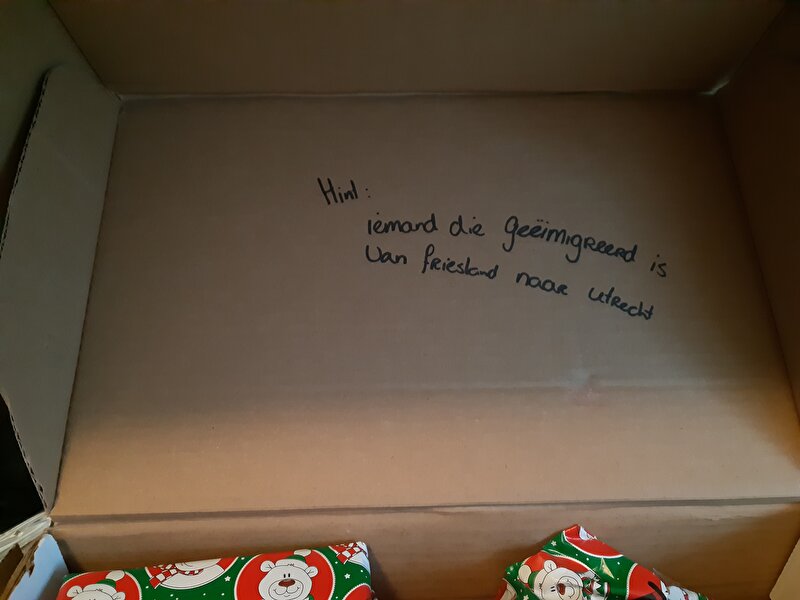 Hint:
iemand die geëimigreerd is
van friesland naar utrecht